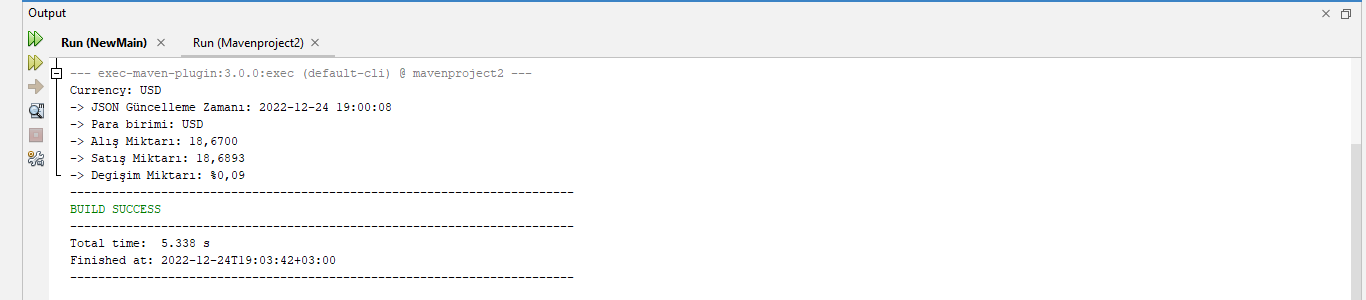 Output
Run (NewMain) Run (Mavenproject2)
--- exec-maven-plugin:3.0.0:exec (default-cli) @ mavenproject2 ---
Currency: USD
-> JSON Güncelleme Zamanı: 2022-12-24 19:00:08
-> Para birimi: USD
-> Alış Miktarı: 18,6700
-> Satış Miktarı: 18,6893
-> Degişim Miktarı: %0,09
------------------------------------------------------------------------
BUILD SUCCESS
------------------------------------------------------------------------
Total time:  5.338 s
Finished at: 2022-12-24T19:03:42+03:00
------------------------------------------------------------------------